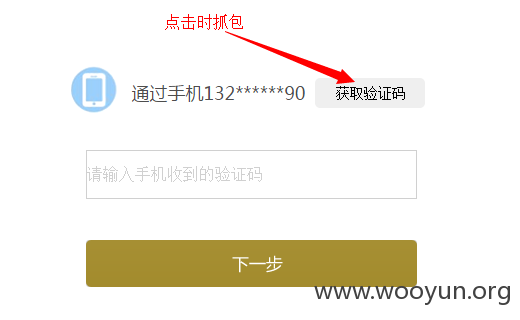 点击时抓包
通过手机132******90 获取验证码
请输入手机收到的验证码
下一步
www.wooyun.org